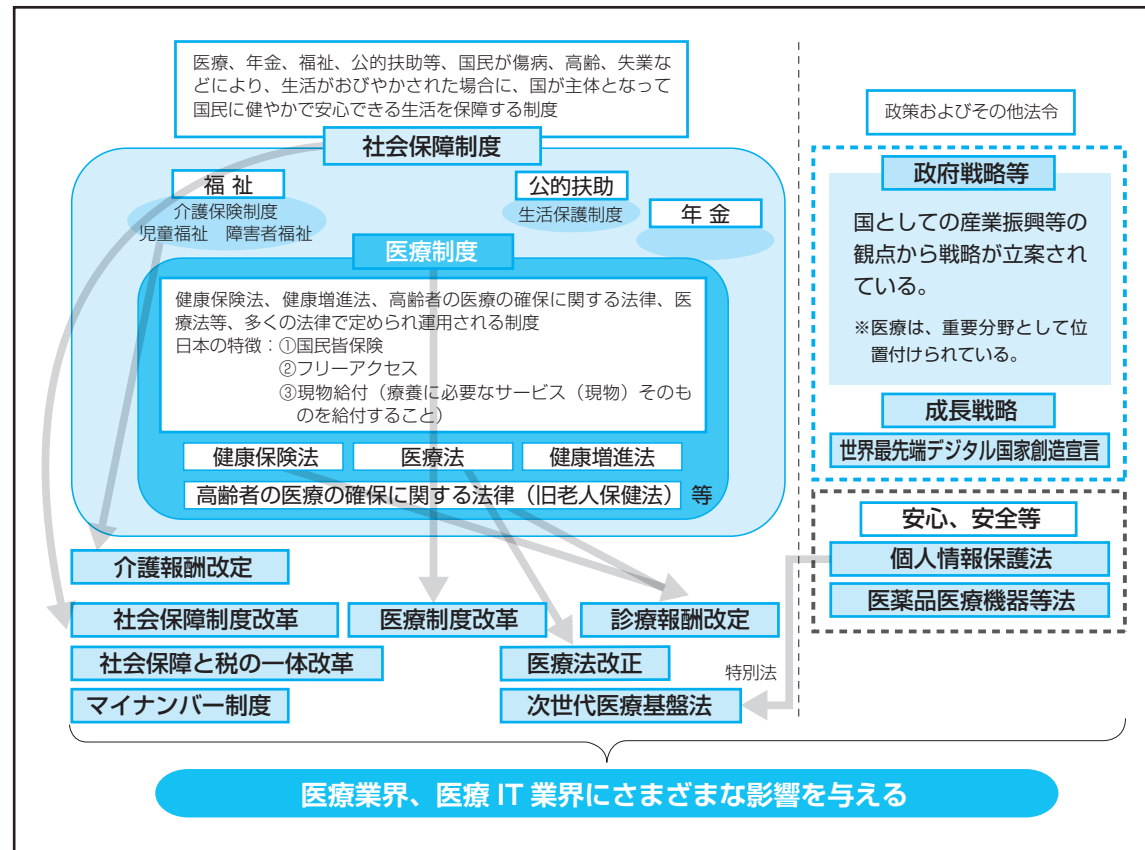 医療、年金、福祉、公的扶助等、国民が傷病、高齢、失業な
どにより、生活がおびやかされた場合に、国が主体となって
国民に健やかで安心できる生活を保障する制度
社会保障制度
福 祉
介護保険制度
児童福祉　障害者福祉
公的扶助
生活保護制度
年 金
医療制度
健康保険法、健康増進法、高齢者の医療の確保に関する法律、医
療法等、多くの法律で定められ運用される制度
日本の特徴：①国民皆保険
②フリーアクセス
③現物給付（療養に必要なサービス（現物）そのも
のを給付すること）
健康保険法
医療法
健康増進法
高齢者の医療の確保に関する法律（旧老人保健法） 等
介護報酬改定
社会保障制度改革
医療制度改革
診療報酬改定
社会保障と税の一体改革
医療法改正
マイナンバー制度
次世代医療基盤法
特別法
政策およびその他法令
政府戦略等
国としての産業振興等の
観点から戦略が立案され
ている。
※医療は、重要分野として位
置付けられている。
成長戦略
世界最先端デジタル国家創造宣言
安心、安全等
個人情報保護法
医薬品医療機器等法
医療業界、医療 IT 業界にさまざまな影響を与える